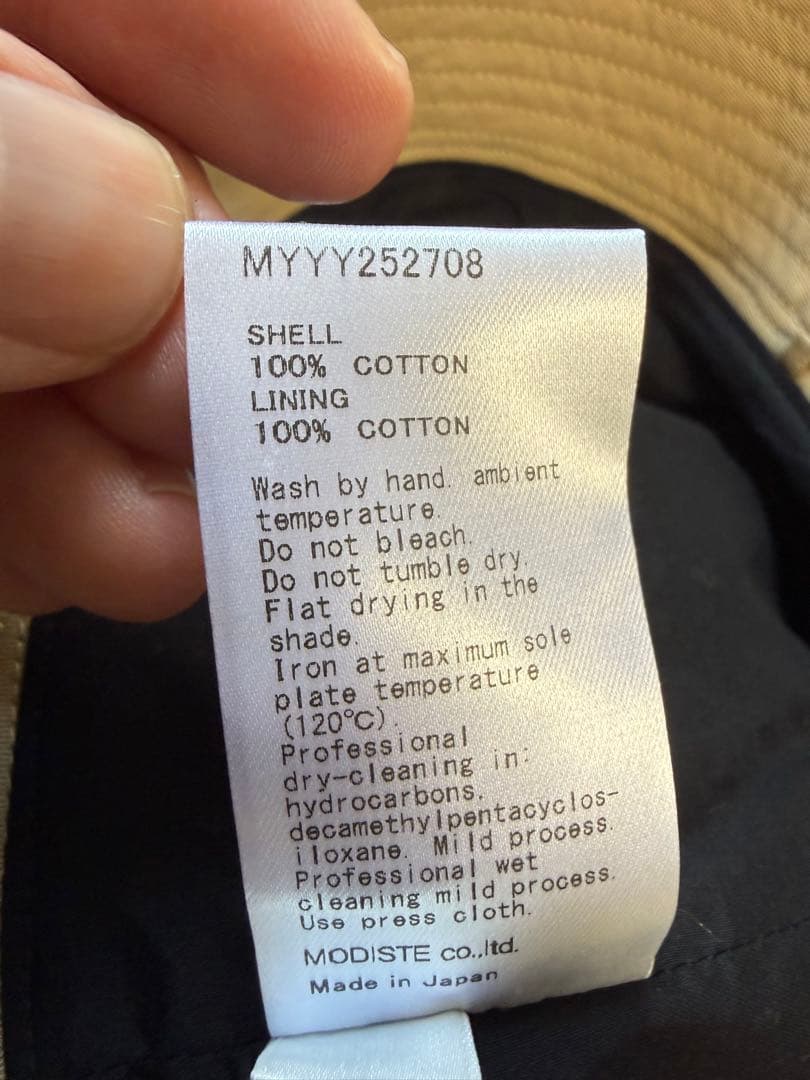 MYYY252708
SHELL
100% COTTON
LINING
100% COTTON
Wash by hand. ambient
temperature.
Do not bleach.
Do not tumble dry.
Flat drying in the
shade.
Iron at maximum sole
plate temperature
(120℃).
Professional
dry-cleaning in:
hydrocarbons.
decamethylpentacyclos-
iloxane. Mild process.
Professional wet
cleaning mild process.
Use press cloth.
MODISTE co.,ltd.
Made in Japan